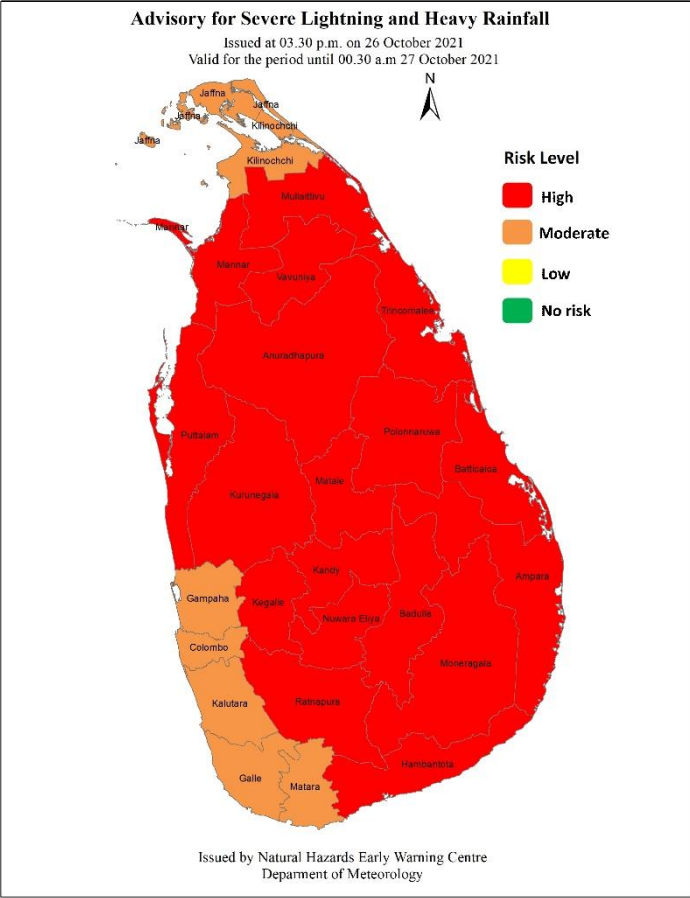 Advisory for Severe Lightning and Heavy Rainfall
Issued at 03.30 p.m. on 26 October 2021
Valid for the period until 00.30 a.m 27 October 2021
N
Jaffna
Jaffna
Jaffna
Kilinochchi
Jaffna
Kilinochchi
Risk Level
High
Moderate
Low
No risk
Mullaittivu
Mannar
Mannar
Vavuniya
Trincomalee
Anuradhapura
Puttalam
Polonnaruwa
Batticaloa
Matale
Kurunegala
Kandy
Ampara
Gampaha
Kegalle
Nuwara Eliya
Badulla
Colombo
Moneragala
Kalutara
Ratnapura
Hambantota
Galle
Matara
Issued by Natural Hazards Early Warning Centre
Deparment of Meteorology